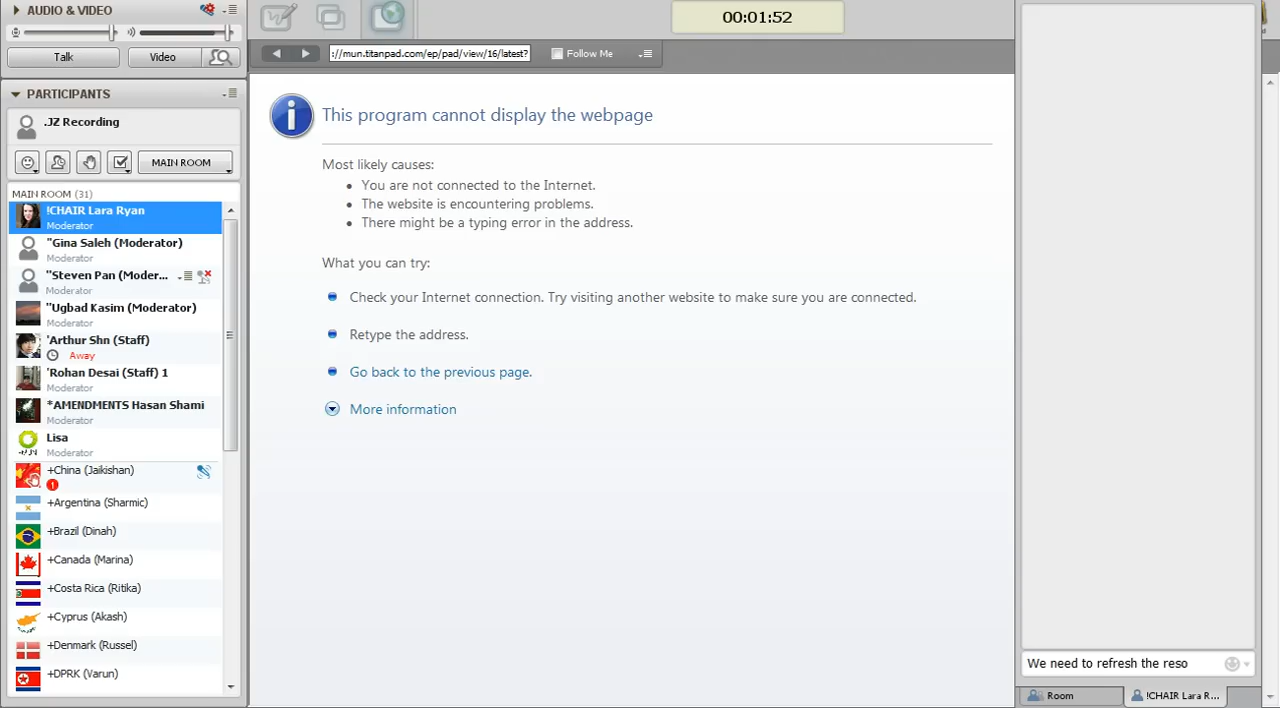 AUDIO & VIDEO
Talk
Video
PARTICIPANTS
.JZ Recording
MAIN ROOM
MAIN ROOM (31)
!CHAIR Lara Ryan
Moderator
"Gina Saleh (Moderator)
Moderator
"Steven Pan (Moder...
Moderator
"Ugbad Kasim (Moderator)
Moderator
'Arthur Shn (Staff)
Away
'Rohan Desai (Staff) 1
Moderator
*AMENDMENTS Hasan Shami
Moderator
Lisa
Moderator
+China (Jaikishan)
1
+Argentina (Sharmic)
+Brazil (Dinah)
+Canada (Marina)
+Costa Rica (Ritika)
+Cyprus (Akash)
+Denmark (Russel)
+DPRK (Varun)
00:01:52
://mun.titanpad.com/ep/pad/view/16/latest?
Follow Me
This program cannot display the webpage
Most likely causes:
You are not connected to the Internet.
The website is encountering problems.
There might be a typing error in the address.
What you can try:
Check your Internet connection. Try visiting another website to make sure you are connected.
Retype the address.
Go back to the previous page.
More information
We need to refresh the reso
Room
!CHAIR Lara R...